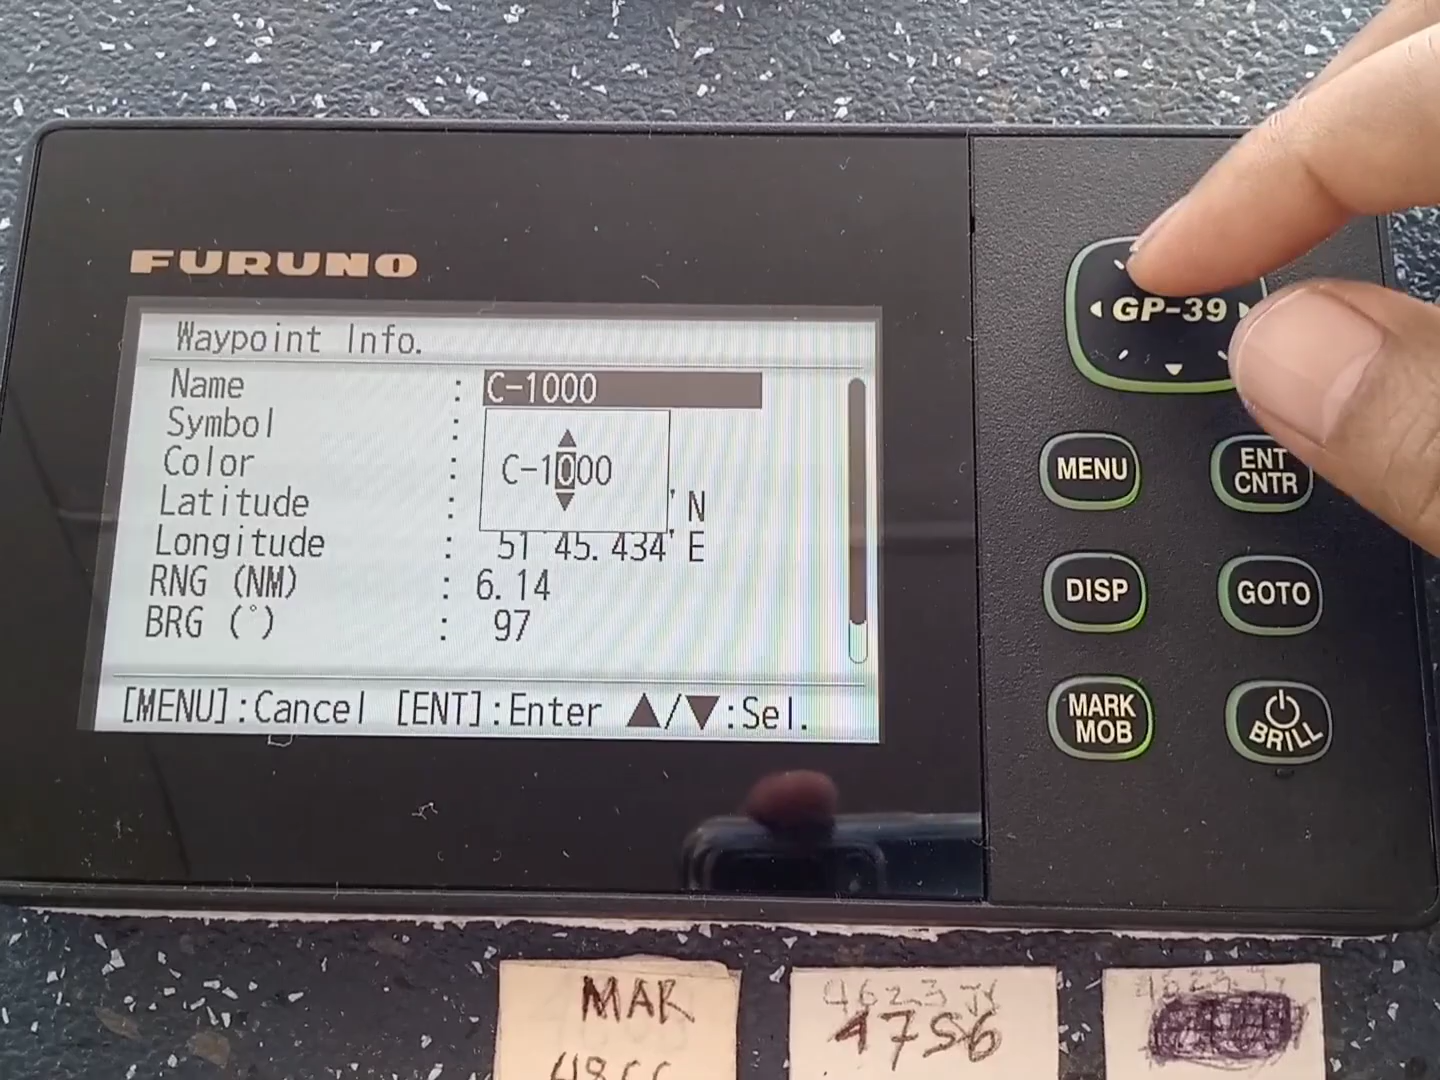 FURUNO
Waypoint Info.
Name : C-1000
Symbol :
C-1000
Color :
Latitude : ' N
Longitude : 51°45.434' E
RNG (NM) : 6.14
BRG (°) : 97
[MENU]:Cancel [ENT]:Enter ▲/▼:Sel.
GP-39
MENU
ENT
CNTR
DISP
GOTO
MARK
MOB
BRILL
MAR
4756